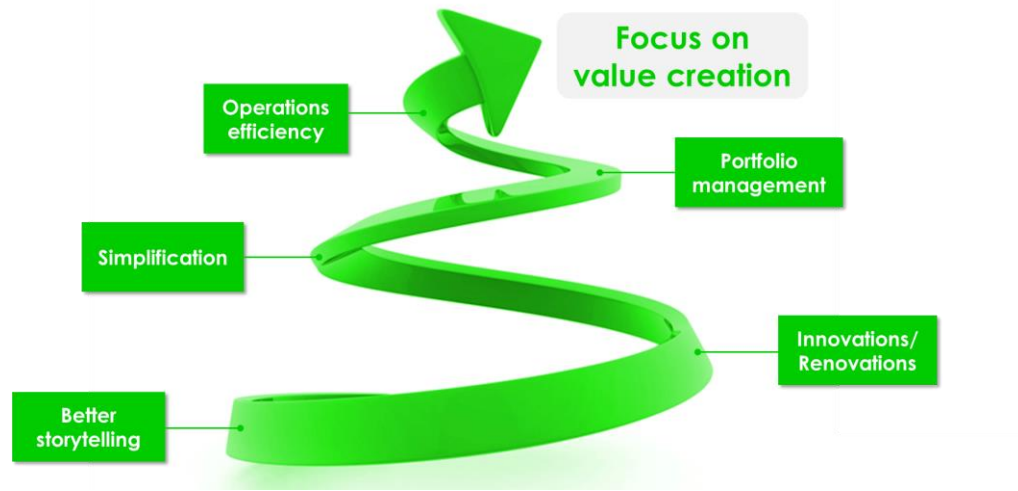 Focus on
value creation
Operations
efficiency
Portfolio
management
Simplification
Innovations/
Renovations
Better
storytelling